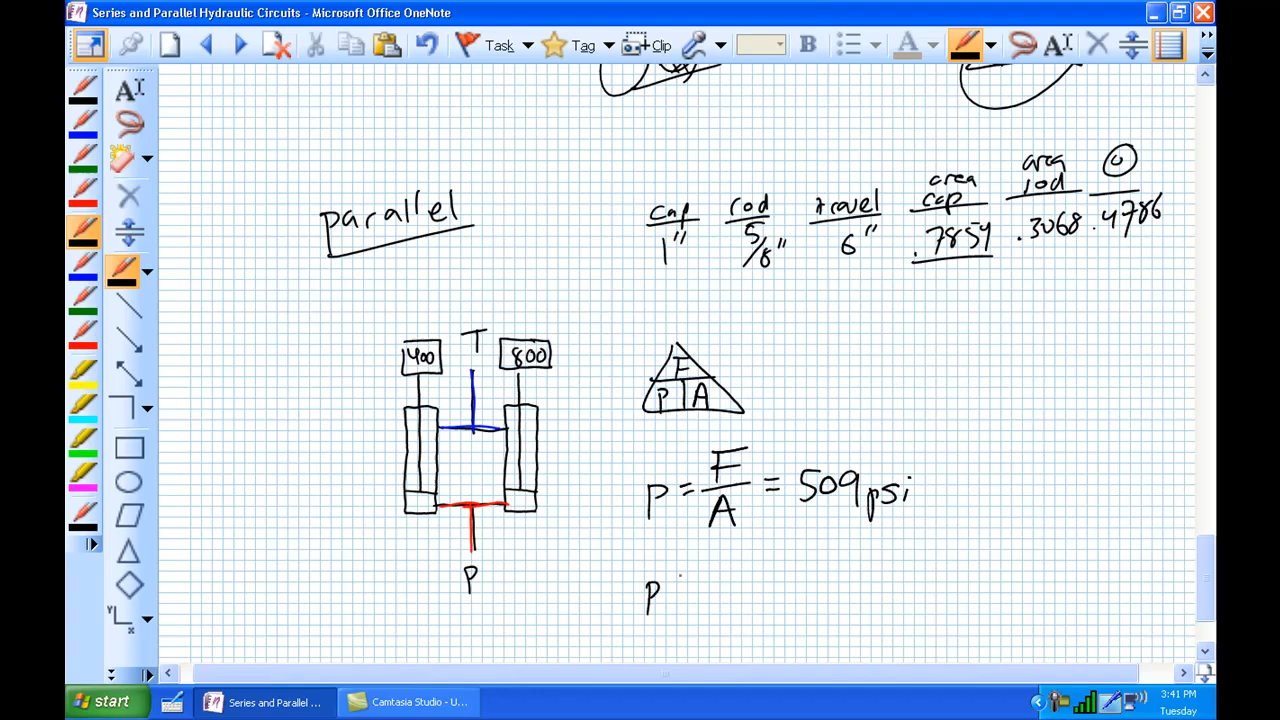 Series and Parallel Hydraulic Circuits - Microsoft Office OneNote
Task Tag Clip B A A
A
parallel
cap rod travel area cap area rod O
1" 5/8" 6" .7854 .3068 .4786
400 T 800
F
P A
P = F/A = 509 psi
P
P
start Series and Parallel ... Camtasia Studio - U... 3:41 PM
Tuesday